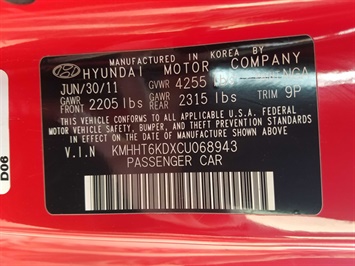 MANUFACTURED IN KOREA BY
HYUNDAI MOTOR COMPANY
JUN/30/11 GVWR 4255
GAWR 2205 lbs GAWR 2315 lbs TRIM 9P
THIS VEHICLE CONFORMS TO ALL APPLICABLE U.S. FEDERAL
MOTOR VEHICLE SAFETY, BUMPER, AND THEFT PREVENTION
STANDARDS IN EFFECT ON THE DATE OF MANUFACTURE SHOWN ABOVE.
V.I.N KMHHT6KDXCU068943
PASSENGER CAR
D06